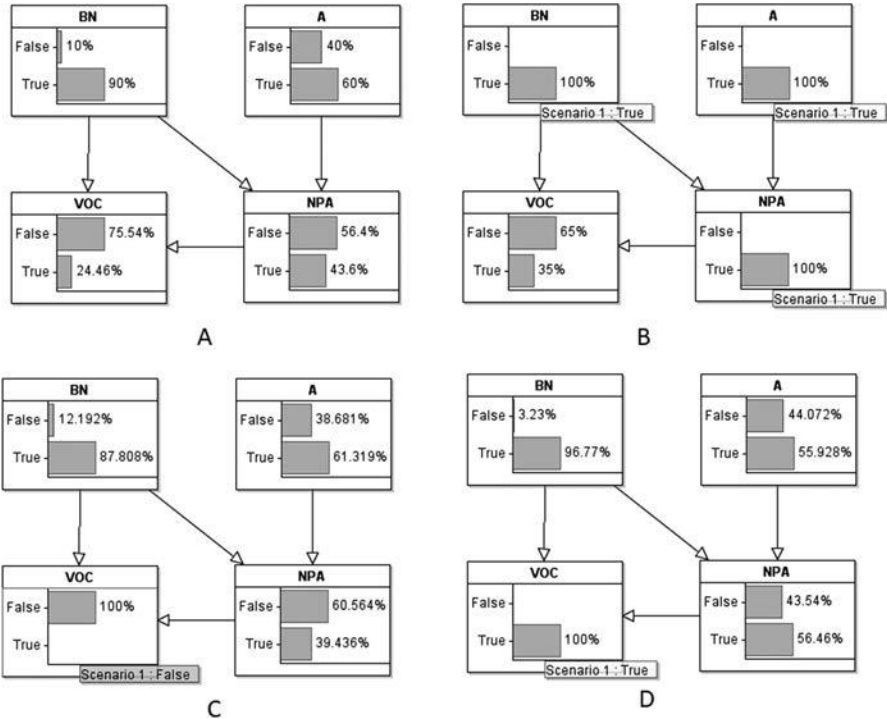 BN
False 10%
True 90%
A
False 40%
True 60%
VOC
False 75.54%
True 24.46%
NPA
False 56.4%
True 43.6%
A
BN
False
True 100%
Scenario 1 : True
A
False
True 100%
Scenario 1 : True
VOC
False 65%
True 35%
NPA
False
True 100%
Scenario 1 : True
B
BN
False 12.192%
True 87.808%
A
False 38.681%
True 61.319%
VOC
False 100%
True
Scenario 1 : False
NPA
False 60.564%
True 39.436%
C
BN
False 3.23%
True 96.77%
A
False 44.072%
True 55.928%
VOC
False
True 100%
Scenario 1 : True
NPA
False 43.54%
True 56.46%
D